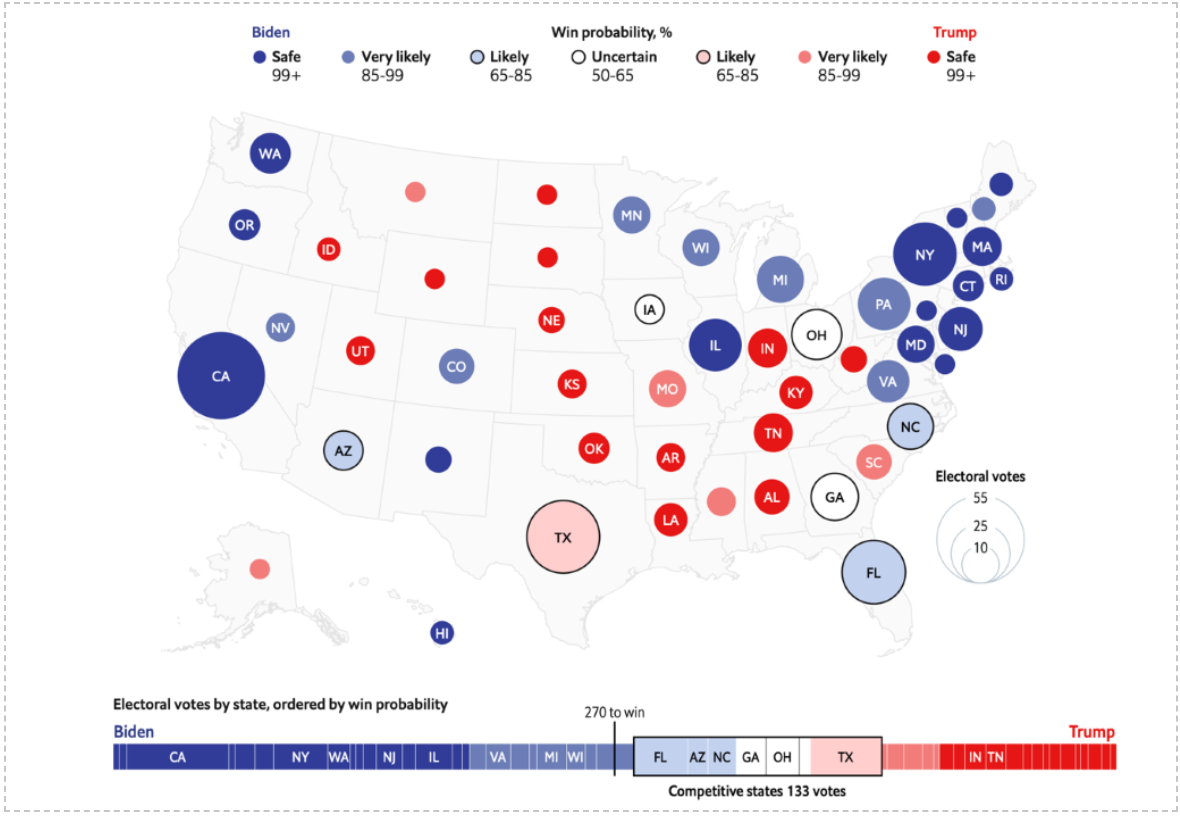 Biden
Win probability, %
Trump
Safe
99+
Very likely
85-99
Likely
65-85
Uncertain
50-65
Likely
65-85
Very likely
85-99
Safe
99+
WA
OR
ID
MN
WI
MI
NY
MA
CT
RI
PA
NJ
MD
NV
UT
CO
NE
IA
IL
IN
OH
CA
KS
MO
KY
VA
AZ
OK
AR
TN
NC
SC
TX
LA
AL
GA
FL
HI
Electoral votes
55
25
10
Electoral votes by state, ordered by win probability
270 to win
Biden
Trump
CA NY WA NJ IL VA MI WI FL AZ NC GA OH TX IN TN
Competitive states 133 votes